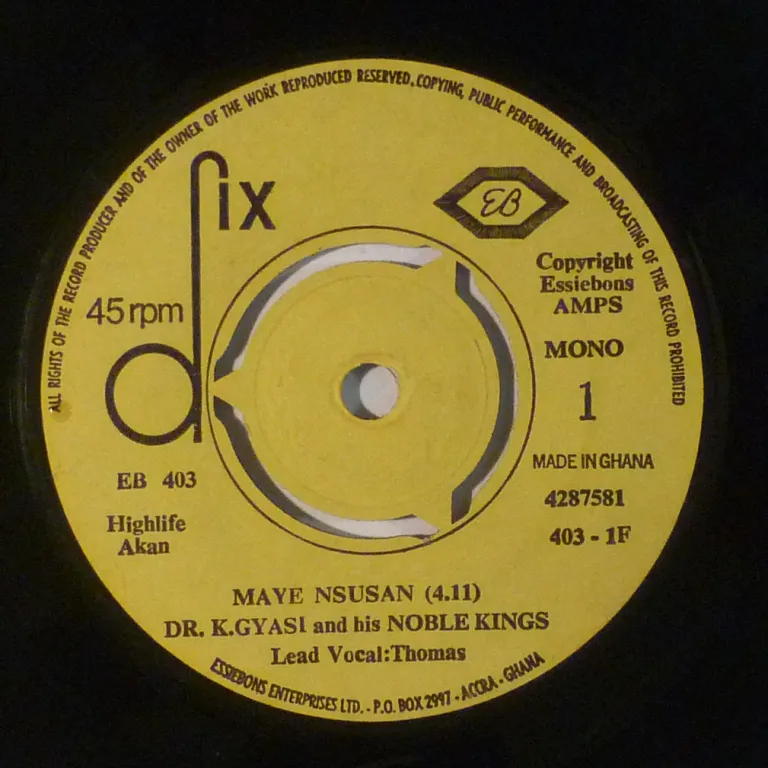 ALL RIGHTS OF THE RECORD PRODUCER AND OF THE OWNER OF THE WORK REPRODUCED RESERVED. COPYING, PUBLIC PERFORMANCE AND BROADCASTING OF THIS RECORD PROHIBITED
dix
EB
45 rpm
Copyright
Essiebons
AMPS
MONO
1
MADE IN GHANA
EB 403
4287581
Highlife
Akan
403 - 1F
MAYE NSUSAN (4.11)
DR. K.GYASI and his NOBLE KINGS
Lead Vocal:Thomas
ESSIEBONS ENTERPRISES LTD. - P.O. BOX 2997 - ACCRA - GHANA